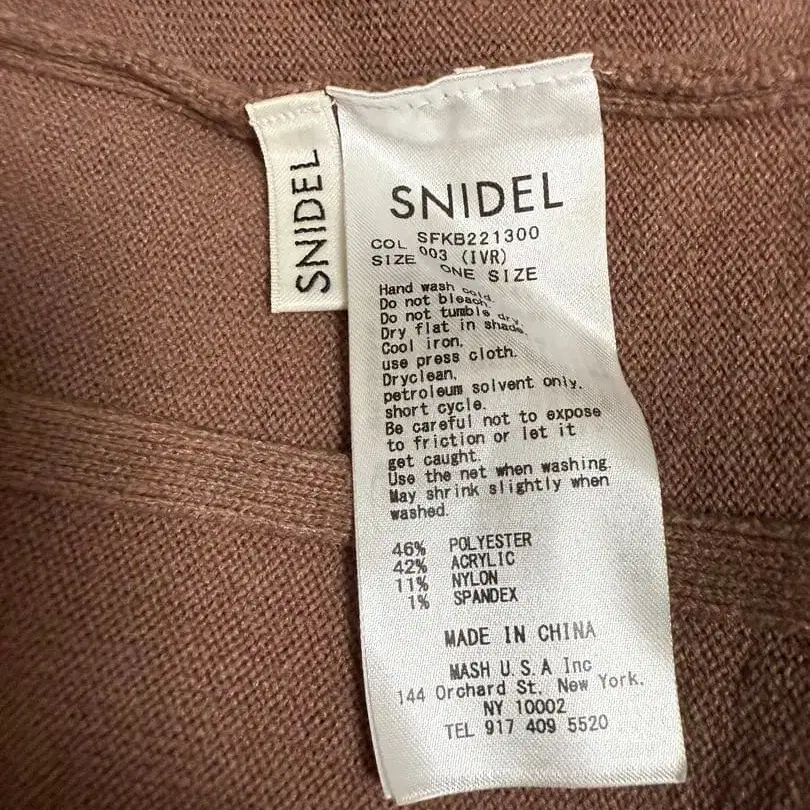 SNIDEL
SNIDEL
SFKB221300
COL 003 (IVR)
SIZE ONE SIZE
Hand wash cold.
Do not bleach.
Do not tumble dry.
Dry flat in shade.
Cool iron.
use press cloth.
Dryclean.
petroleum solvent only.
short cycle.
Be careful not to expose
to friction or let it
get caught.
Use the net when washing.
May shrink slightly when
washed.
46% POLYESTER
42% ACRYLIC
11% NYLON
1% SPANDEX
MADE IN CHINA
MASH U.S.A Inc
144 Orchard St. New York.
NY 10002
TEL 917 409 5520